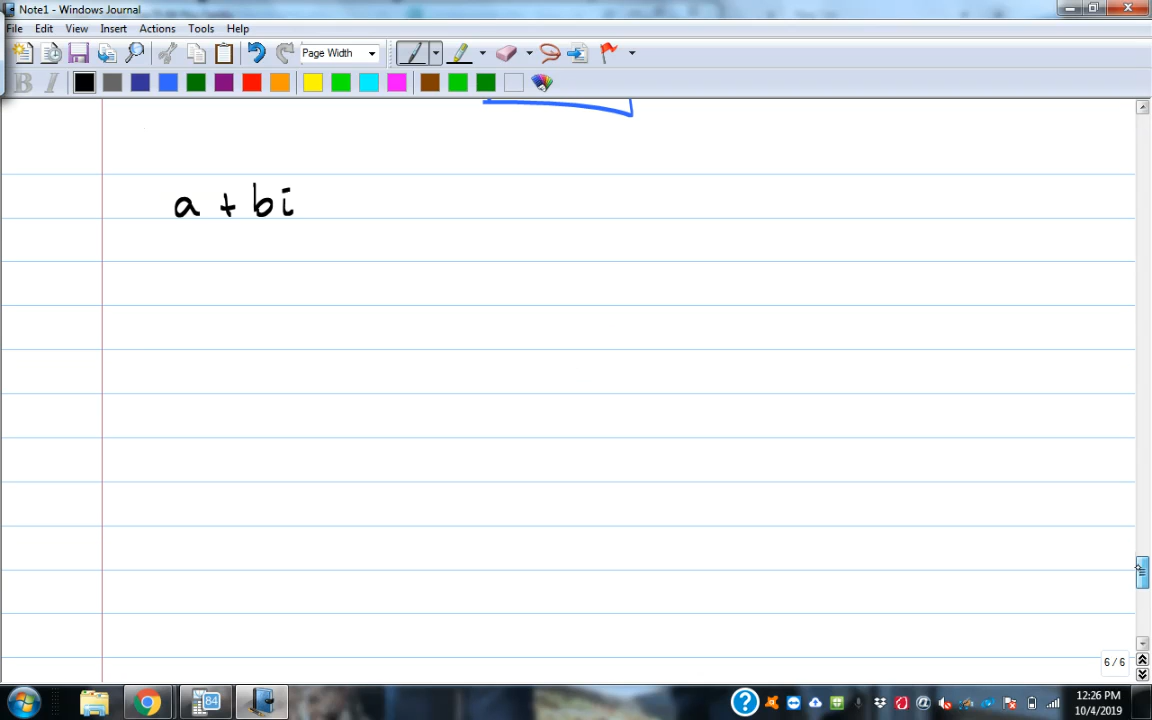 Note1 - Windows Journal
File Edit View Insert Actions Tools Help
Page Width
B I
a + bi
6 / 6
84
12:26 PM
10/4/2019